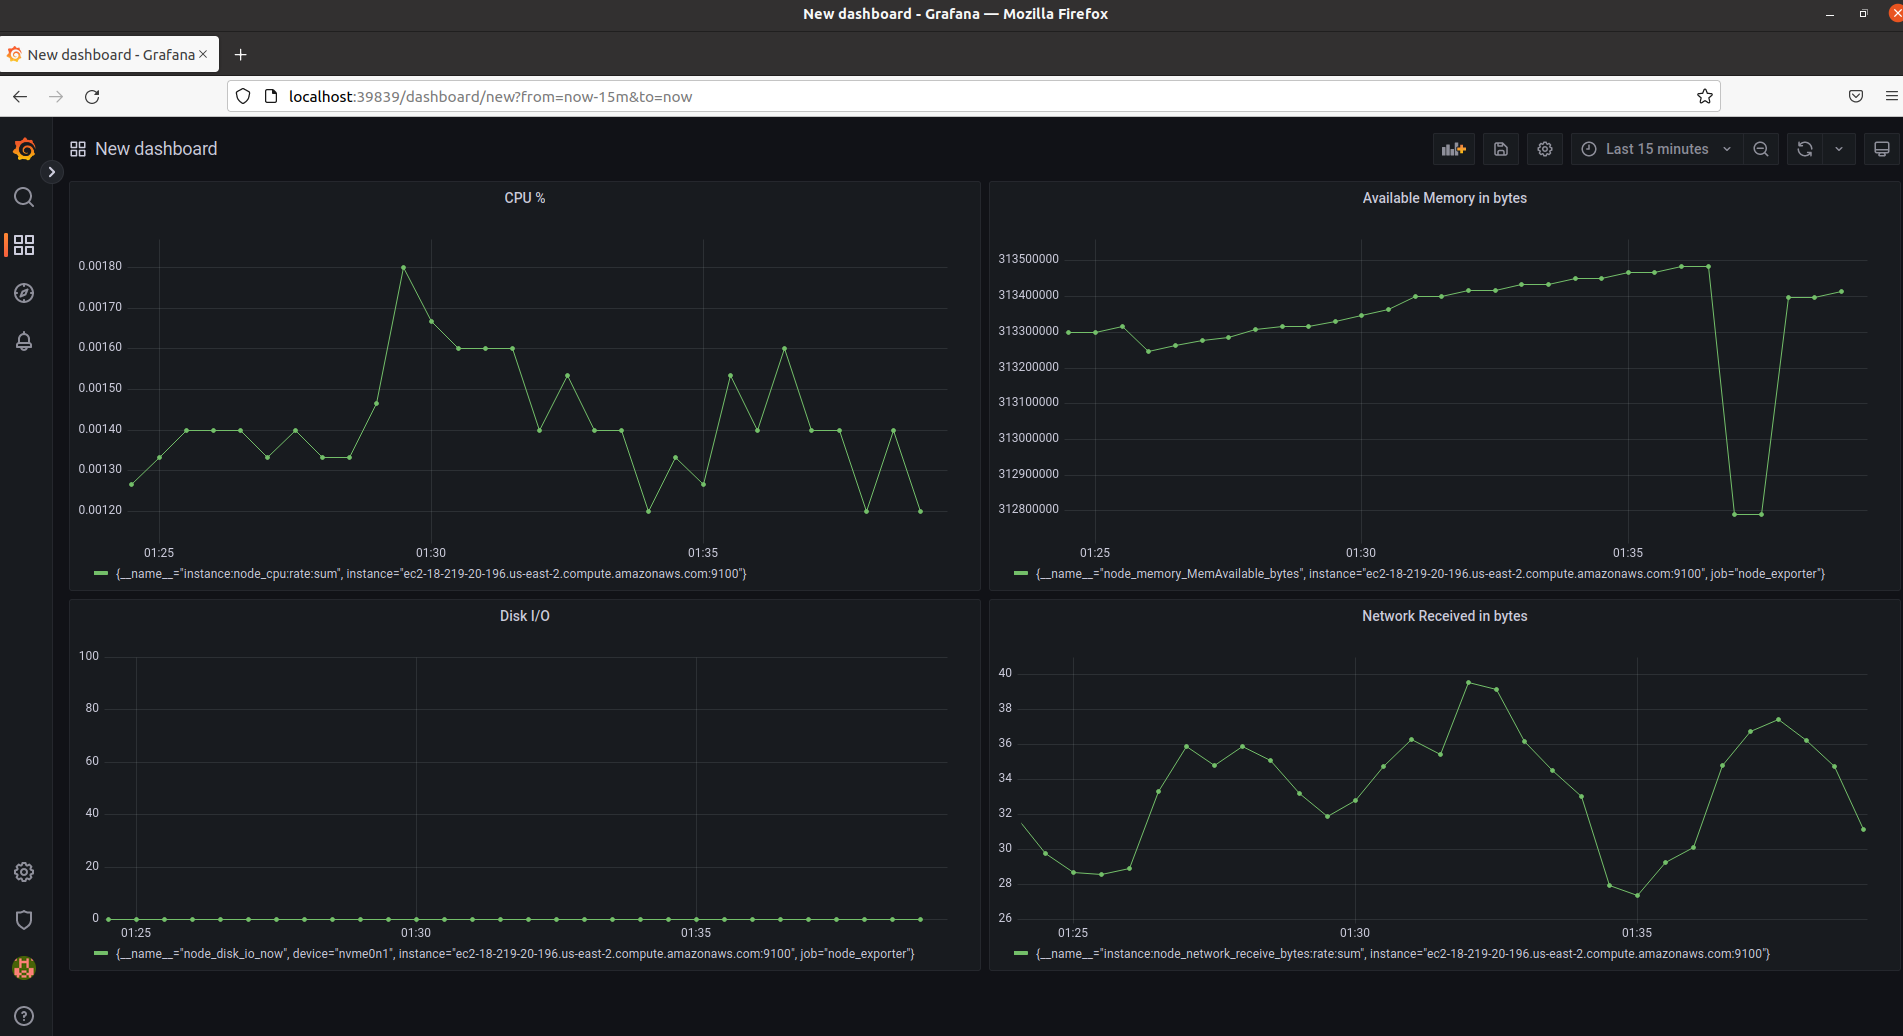 New dashboard - Grafana — Mozilla Firefox
New dashboard - Grafana
localhost:39839/dashboard/new?from=now-15m&to=now
New dashboard
Last 15 minutes
CPU %
0.00180
0.00170
0.00160
0.00150
0.00140
0.00130
0.00120
01:25 01:30 01:35
{__name__="instance:node_cpu:rate:sum", instance="ec2-18-219-20-196.us-east-2.compute.amazonaws.com:9100"}
Available Memory in bytes
313500000
313400000
313300000
313200000
313100000
313000000
312900000
312800000
01:25 01:30 01:35
{__name__="node_memory_MemAvailable_bytes", instance="ec2-18-219-20-196.us-east-2.compute.amazonaws.com:9100", job="node_exporter"}
Disk I/O
100
80
60
40
20
0
01:25 01:30 01:35
{__name__="node_disk_io_now", device="nvme0n1", instance="ec2-18-219-20-196.us-east-2.compute.amazonaws.com:9100", job="node_exporter"}
Network Received in bytes
40
38
36
34
32
30
28
26
01:25 01:30 01:35
{__name__="instance:node_network_receive_bytes:rate:sum", instance="ec2-18-219-20-196.us-east-2.compute.amazonaws.com:9100"}